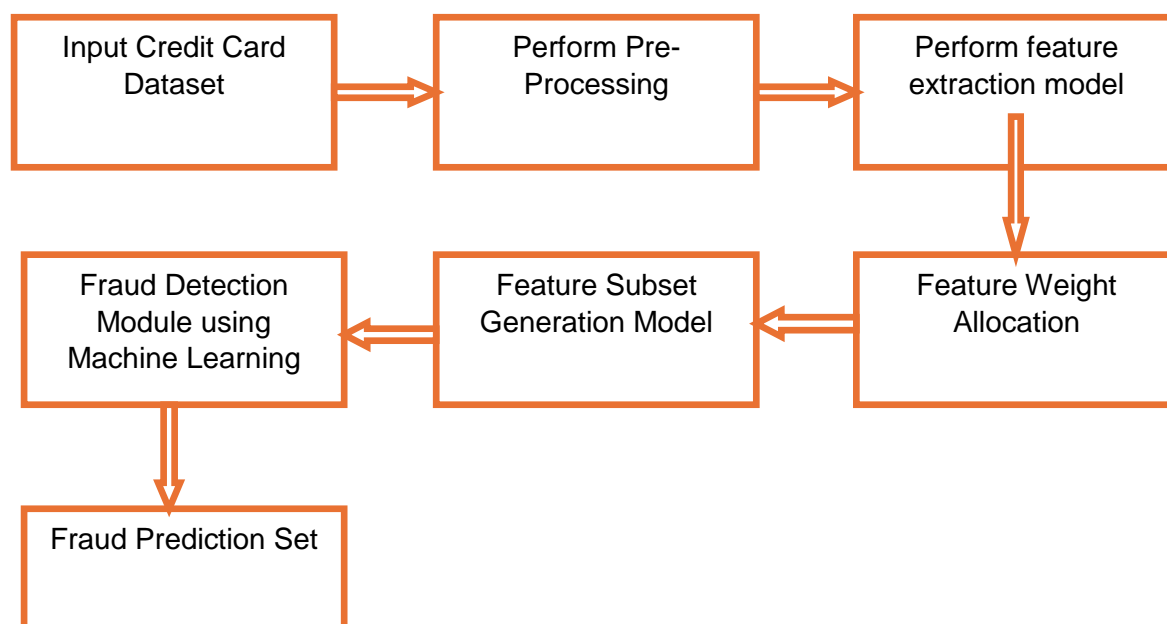 Input Credit Card
Dataset
Perform Pre-
Processing
Perform feature
extraction model
Feature Weight
Allocation
Feature Subset
Generation Model
Fraud Detection
Module using
Machine Learning
Fraud Prediction Set